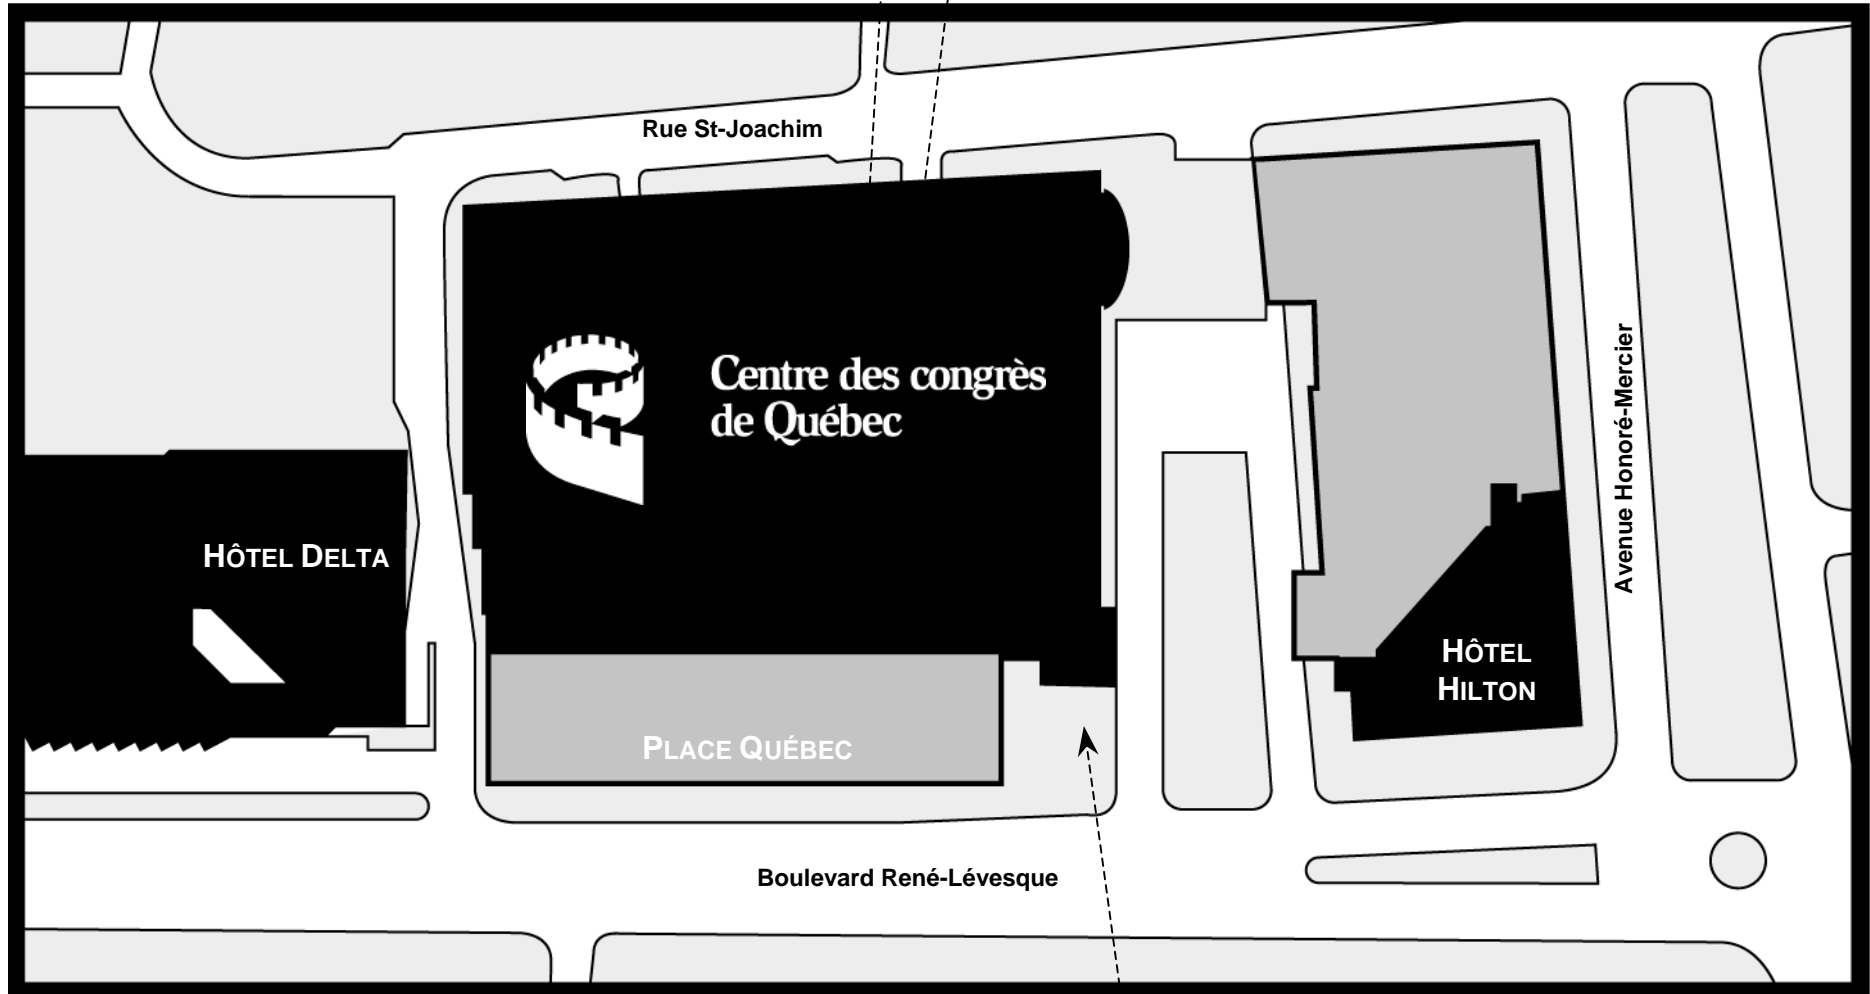 Rue St-Joachim
Centre des congrès
de Québec
Avenue Honoré-Mercier
HÔTEL DELTA
HÔTEL
HILTON
PLACE QUÉBEC
Boulevard René-Lévesque